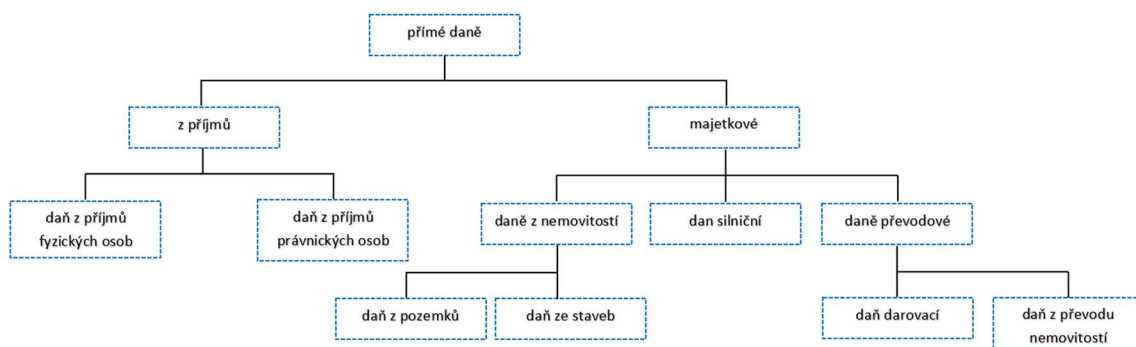 přímé daně
z příjmů
majetkové
daň z příjmů
fyzických osob
daň z příjmů
právnických osob
daně z nemovitostí
dan silniční
daně převodové
daň z pozemků
daň ze staveb
daň darovací
daň z převodu
nemovitostí